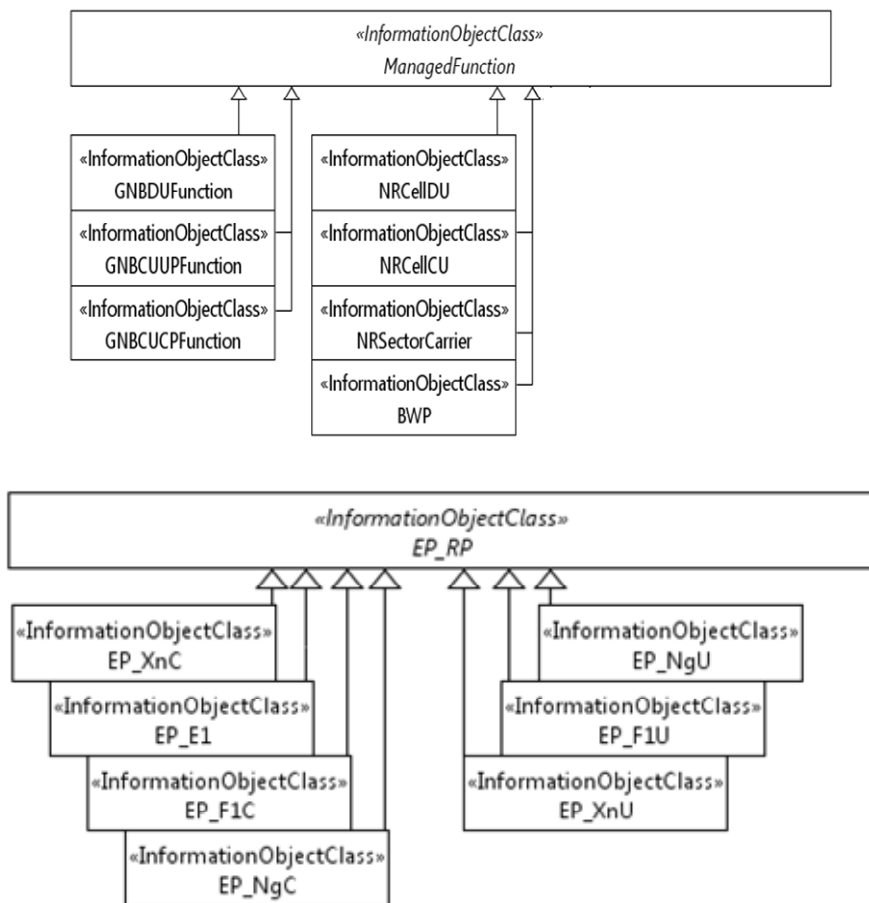 «InformationObjectClass»
ManagedFunction
«InformationObjectClass»
GNBDUFunction
«InformationObjectClass»
GNBCUUPFunction
«InformationObjectClass»
GNBCUCPFunction
«InformationObjectClass»
NRCellDU
«InformationObjectClass»
NRCellCU
«InformationObjectClass»
NRSectorCarrier
«InformationObjectClass»
BWP
«InformationObjectClass»
EP_RP
«InformationObjectClass»
EP_XnC
«InformationObjectClass»
EP_E1
«InformationObjectClass»
EP_F1C
«InformationObjectClass»
EP_NgC
«InformationObjectClass»
EP_NgU
«InformationObjectClass»
EP_F1U
«InformationObjectClass»
EP_XnU